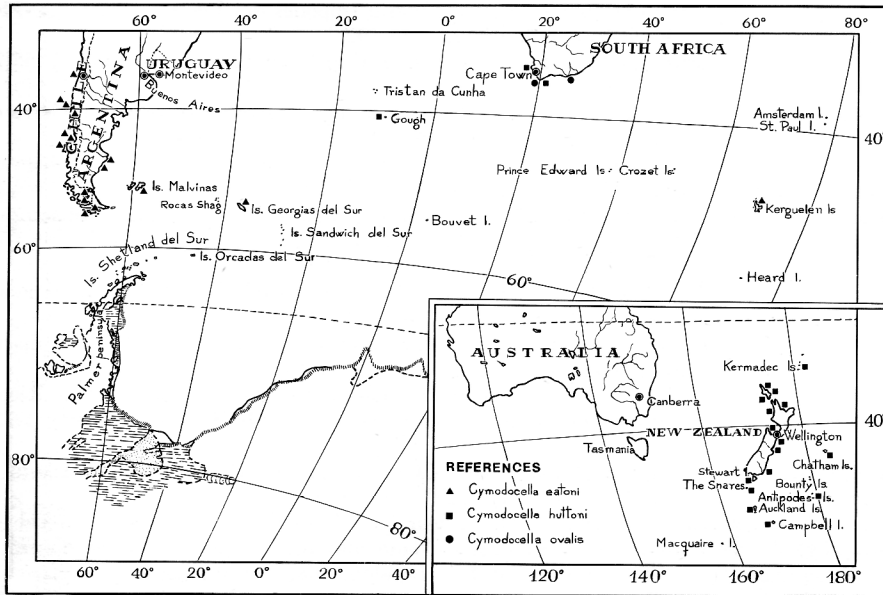 60° 40° 20° 0° 20° 40° 60° 75° 80°
URUGUAY
Montevideo
Buenos Aires
CHILE
ARGENTINA
SOUTH AFRICA
Cape Town
40°
Tristan da Cunha
Gough
Amsterdam I.
St. Paul I.
40°
Prince Edward Is.
Crozet Is.
Is. Malvinas
Rocas Shag
Is. Georgias del Sur
Kerguelen Is
Bouvet I.
Is. Sandwich del Sur
Is. Shetland del Sur
60°
Is. Orcadas del Sur
60°
Heard I.
Palmer peninsula
AUSTRALIA
Kermadec Is.
Canberra
40°
NEW-ZEALAND
Wellington
Tasmania
Chatham Is.
REFERENCES
Stewart I.
Bounty Is.
The Snares
Antipodes Is.
Cymodocella eatoni
Auckland Is.
Cymodocella huttoni
Campbell I.
Cymodocella ovalis
Macquaire I.
80°
80°
120° 140° 160° 180°
60° 40° 20° 0° 20° 40°